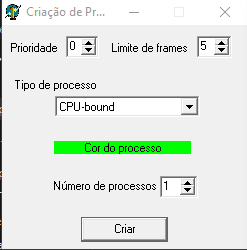 Criação de Pr...
Prioridade 0 Limite de frames 5
Tipo de processo
CPU-bound
Cor do processo
Número de processos 1
Criar